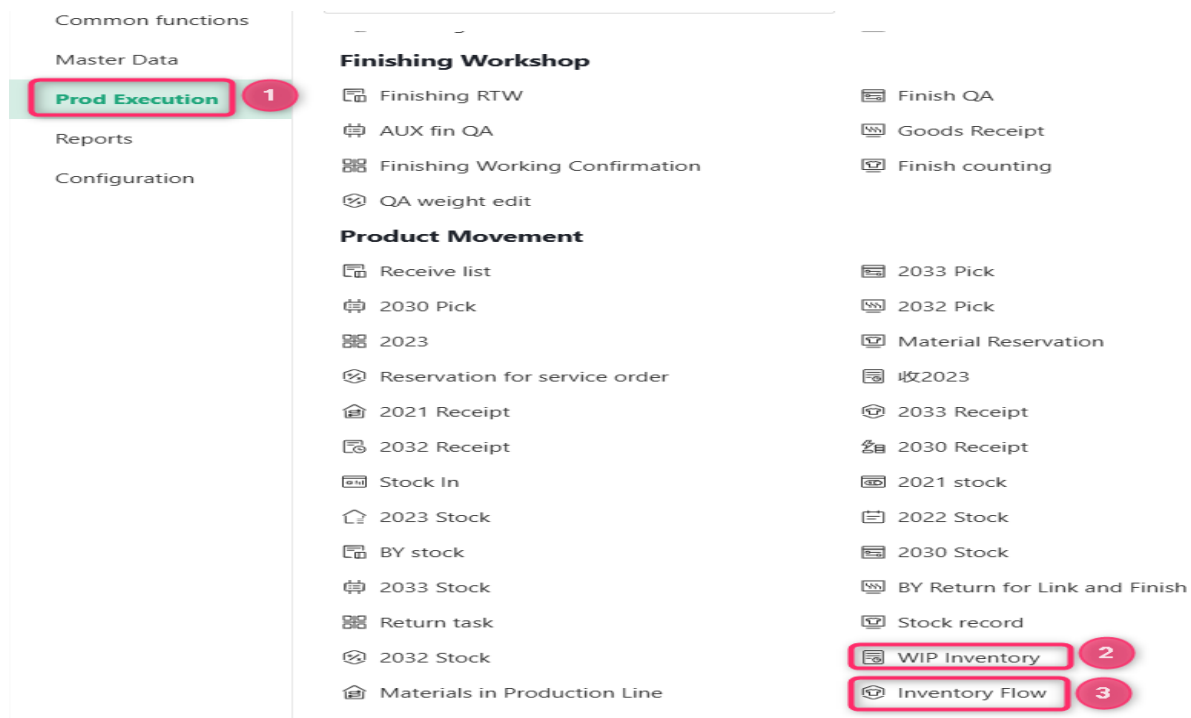 Common functions
Master Data
Prod Execution 1
Reports
Configuration
Finishing Workshop
Finishing RTW
Finish QA
AUX fin QA
Goods Receipt
Finishing Working Confirmation
Finish counting
QA weight edit
Product Movement
Receive list
2033 Pick
2030 Pick
2032 Pick
2023
Material Reservation
Reservation for service order
收2023
2021 Receipt
2033 Receipt
2032 Receipt
2030 Receipt
Stock In
2021 stock
2023 Stock
2022 Stock
BY stock
2030 Stock
2033 Stock
BY Return for Link and Finish
Return task
Stock record
2032 Stock
WIP Inventory 2
Materials in Production Line
Inventory Flow 3